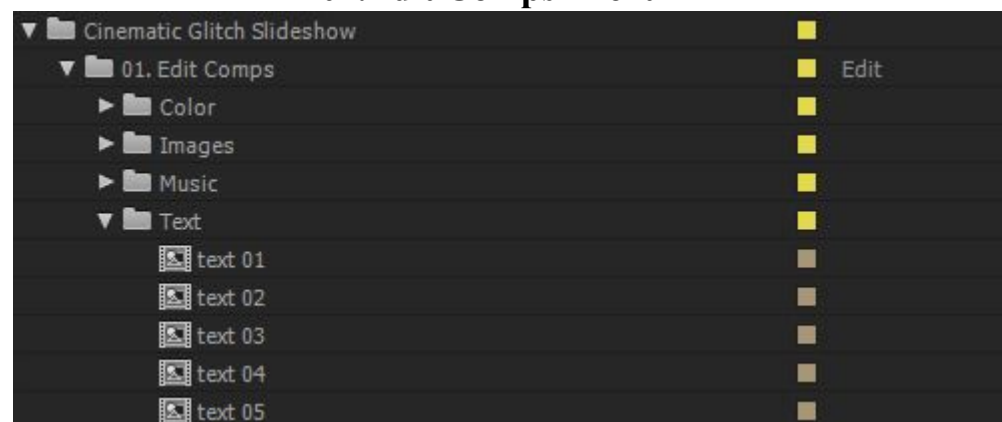 Cinematic Glitch Slideshow
01. Edit Comps Edit
Color
Images
Music
Text
text 01
text 02
text 03
text 04
text 05